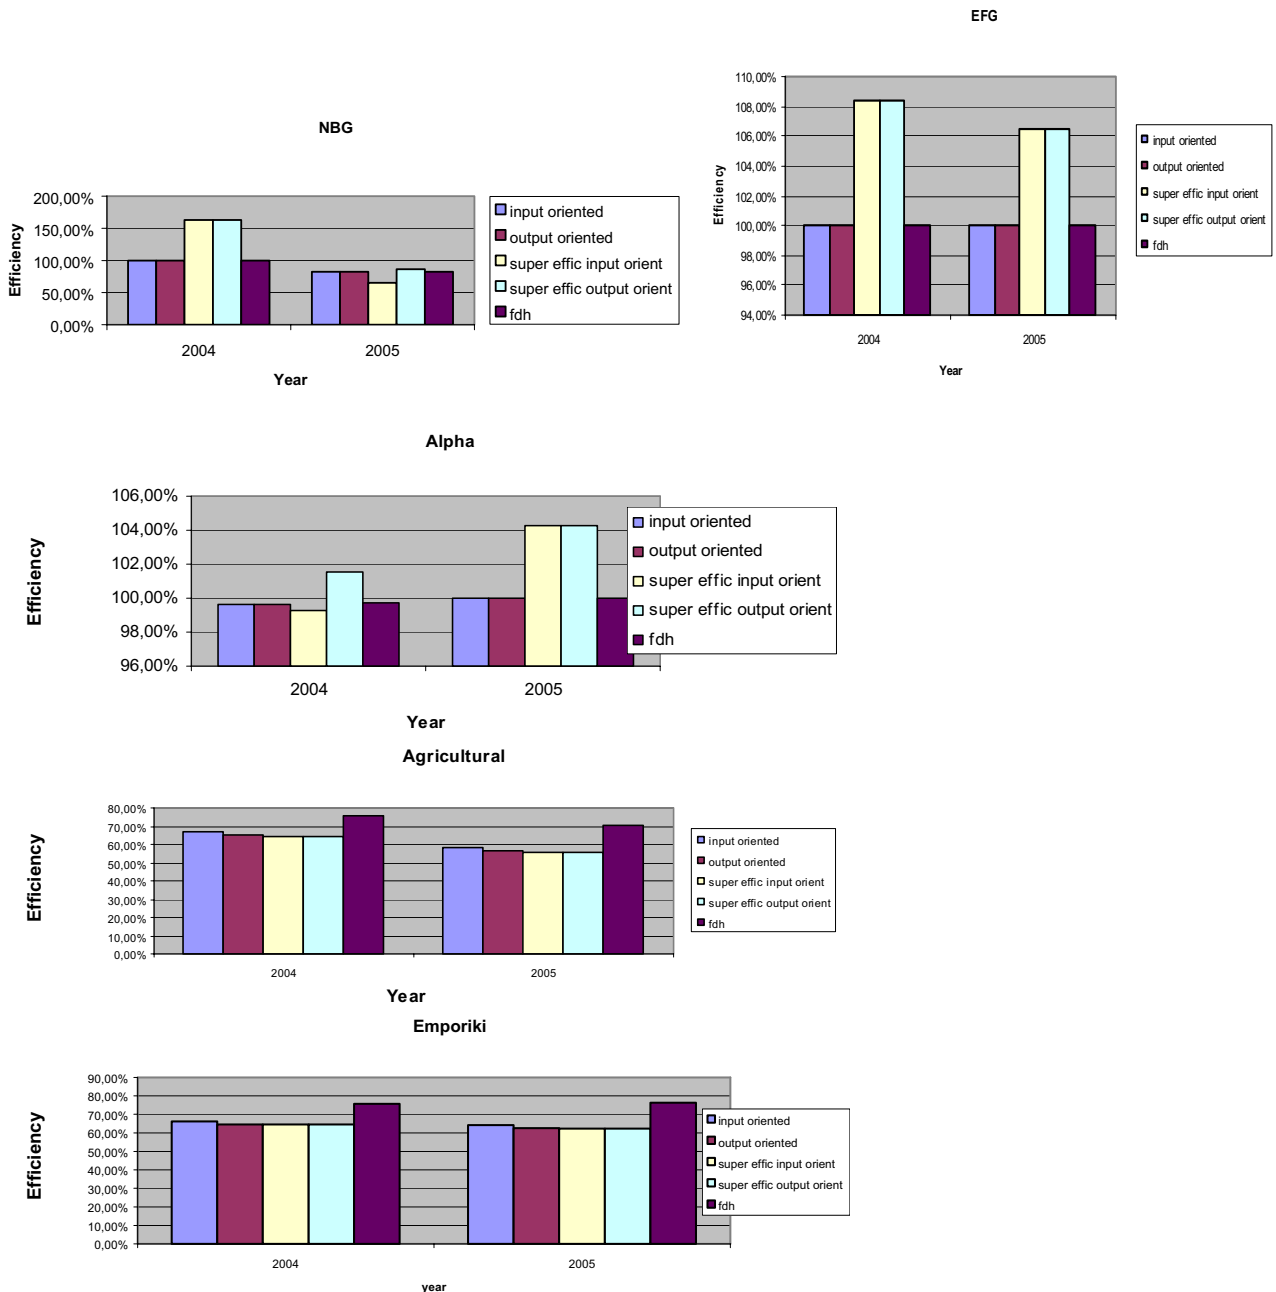 EFG
110,00%
108,00%
106,00%
104,00%
102,00%
100,00%
98,00%
96,00%
94,00%
Efficiency
2004
2005
Year
input oriented
output oriented
super effic input orient
super effic output orient
fdh
NBG
200,00%
150,00%
100,00%
50,00%
0,00%
Efficiency
2004
2005
Year
input oriented
output oriented
super effic input orient
super effic output orient
fdh
Alpha
106,00%
104,00%
102,00%
100,00%
98,00%
96,00%
Efficiency
2004
2005
Year
input oriented
output oriented
super effic input orient
super effic output orient
fdh
Agricultural
80,00%
70,00%
60,00%
50,00%
40,00%
30,00%
20,00%
10,00%
0,00%
Efficiency
2004
2005
Year
input oriented
output oriented
super effic input orient
super effic output orient
fdh
Emporiki
90,00%
80,00%
70,00%
60,00%
50,00%
40,00%
30,00%
20,00%
10,00%
0,00%
Efficiency
2004
2005
year
input oriented
output oriented
super effic input orient
super effic output orient
fdh